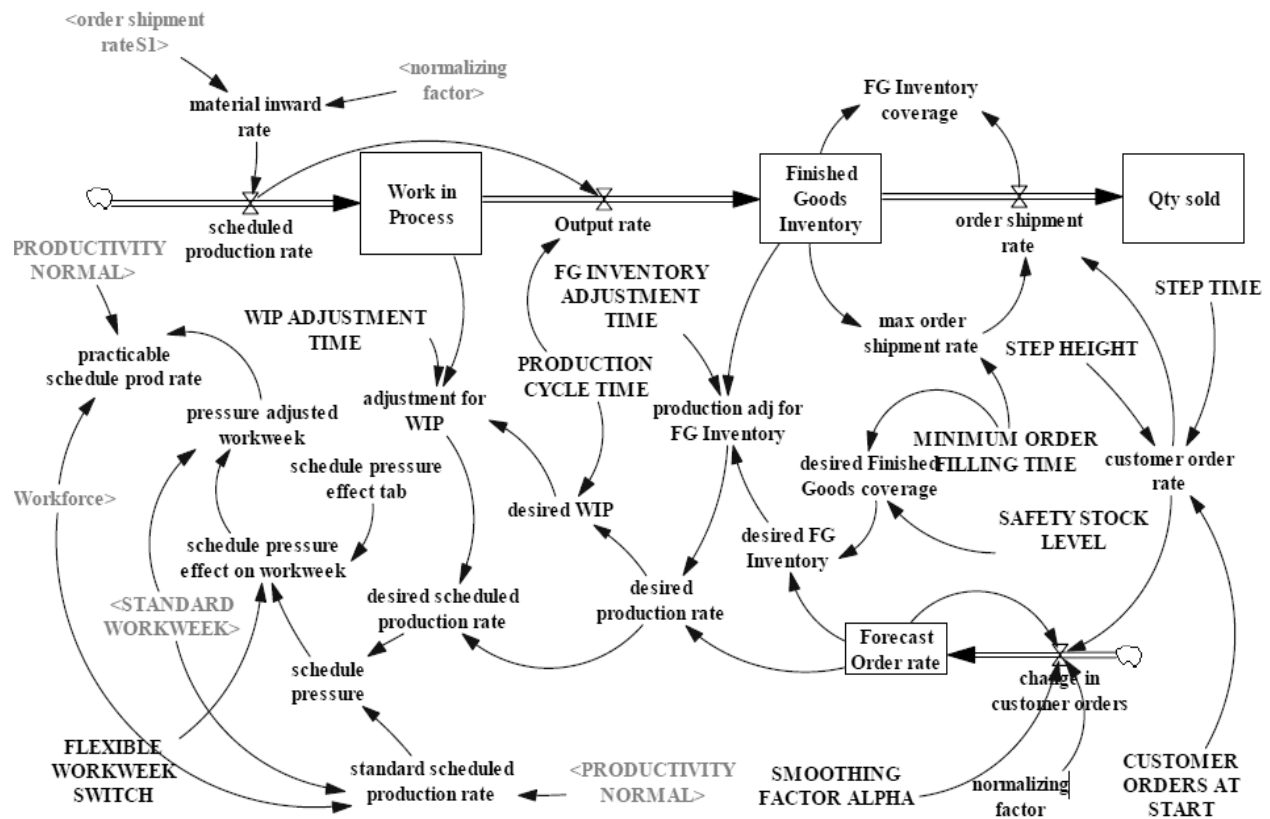 <order shipment
rateS1>
<normalizing
factor>
material inward
rate
FG Inventory
coverage
Work in
Process
Finished
Goods
Inventory
Qty sold
scheduled
production rate
Output rate
order shipment
rate
PRODUCTIVITY
NORMAL>
FG INVENTORY
ADJUSTMENT
TIME
STEP TIME
WIP ADJUSTMENT
TIME
max order
shipment rate
STEP HEIGHT
practicable
schedule prod rate
PRODUCTION
CYCLE TIME
adjustment for
WIP
production adj for
FG Inventory
pressure adjusted
workweek
MINIMUM ORDER
FILLING TIME
schedule pressure
effect tab
desired Finished
Goods coverage
customer order
rate
Workforce>
desired WIP
SAFETY STOCK
LEVEL
schedule pressure
effect on workweek
desired FG
Inventory
<STANDARD
WORKWEEK>
desired scheduled
production rate
desired
production rate
Forecast
Order rate
schedule
pressure
change in
customer orders
FLEXIBLE
WORKWEEK
SWITCH
standard scheduled
production rate
<PRODUCTIVITY
NORMAL>
SMOOTHING
FACTOR ALPHA
normalizing
factor
CUSTOMER
ORDERS AT
START